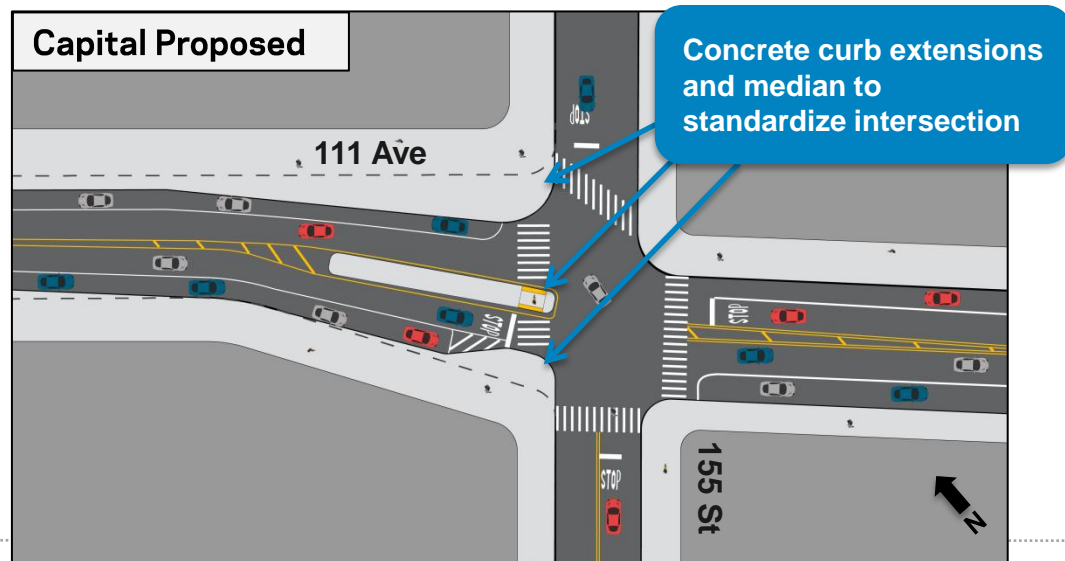 Capital Proposed
Concrete curb extensions
and median to
standardize intersection
STOP
111 Ave
STOP
STOP
STOP
155 St
N